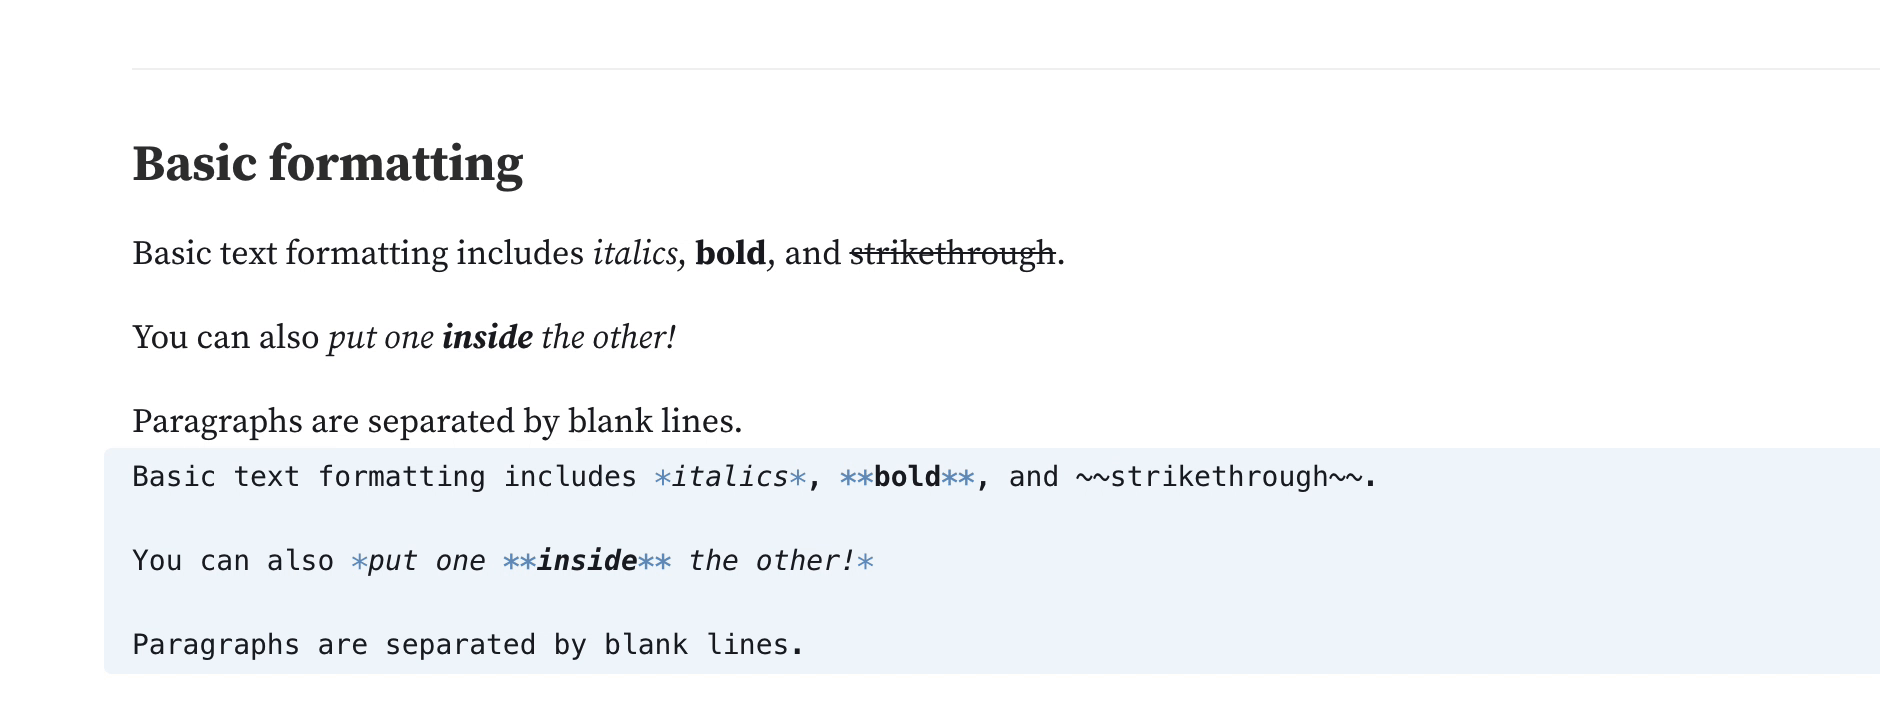 Basic formatting
Basic text formatting includes italics, bold, and strikethrough.
You can also put one inside the other!
Paragraphs are separated by blank lines.
Basic text formatting includes *italics*, **bold**, and ~~strikethrough~~.
You can also *put one **inside** the other!*
Paragraphs are separated by blank lines.